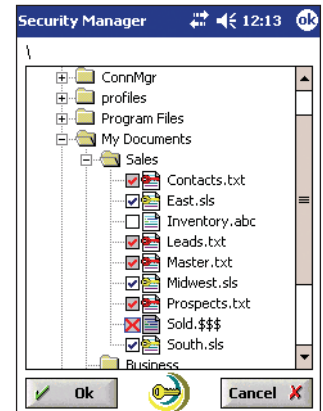 Security Manager 12:13 ok
\
ConnMgr
profiles
Program Files
My Documents
Sales
Contacts.txt
East.sls
Inventory.abc
Leads.txt
Master.txt
Midwest.sls
Prospects.txt
Sold.$$$
South.sls
Business
Ok Cancel